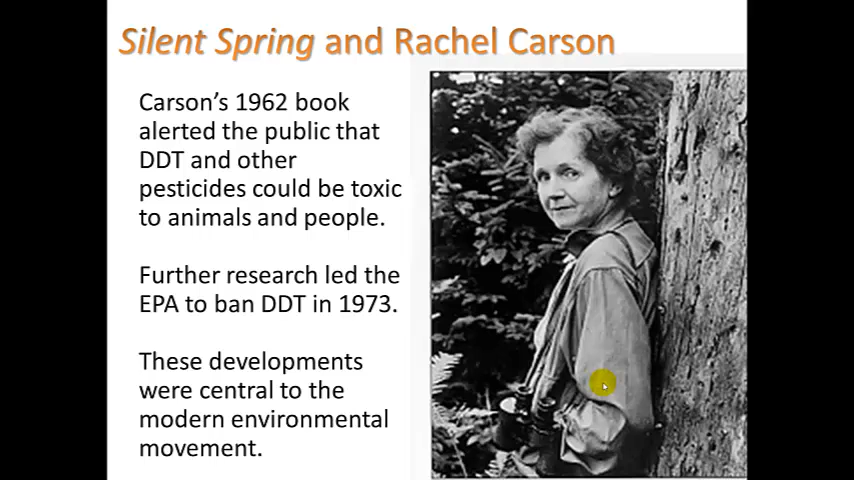 Silent Spring and Rachel Carson
Carson’s 1962 book
alerted the public that
DDT and other
pesticides could be toxic
to animals and people.
Further research led the
EPA to ban DDT in 1973.
These developments
were central to the
modern environmental
movement.